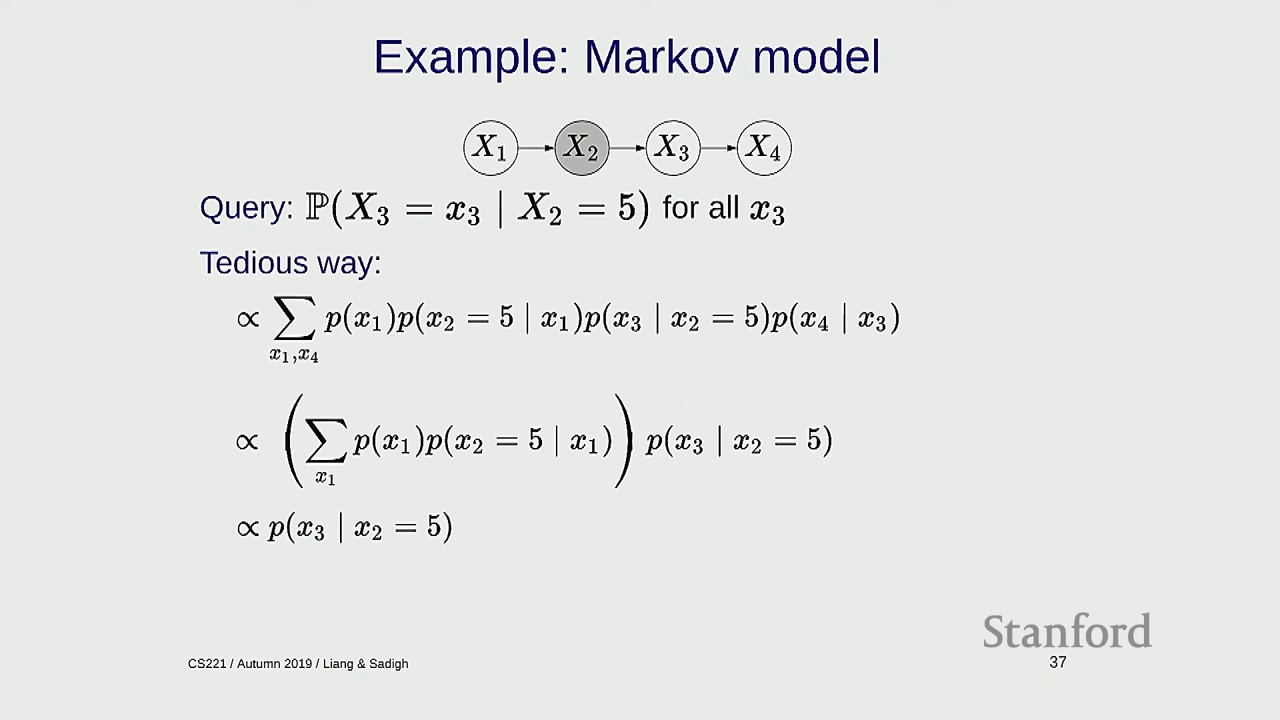 Example: Markov model
X₁ X₂ X₃ X₄
Query: ℙ(X₃ = x₃ | X₂ = 5) for all x₃
Tedious way:
∝ ∑ p(x₁)p(x₂ = 5 | x₁)p(x₃ | x₂ = 5)p(x₄ | x₃)
x₁,x₄
∝ (∑ p(x₁)p(x₂ = 5 | x₁)) p(x₃ | x₂ = 5)
x₁
∝ p(x₃ | x₂ = 5)
Stanford
CS221 / Autumn 2019 / Liang & Sadigh
37